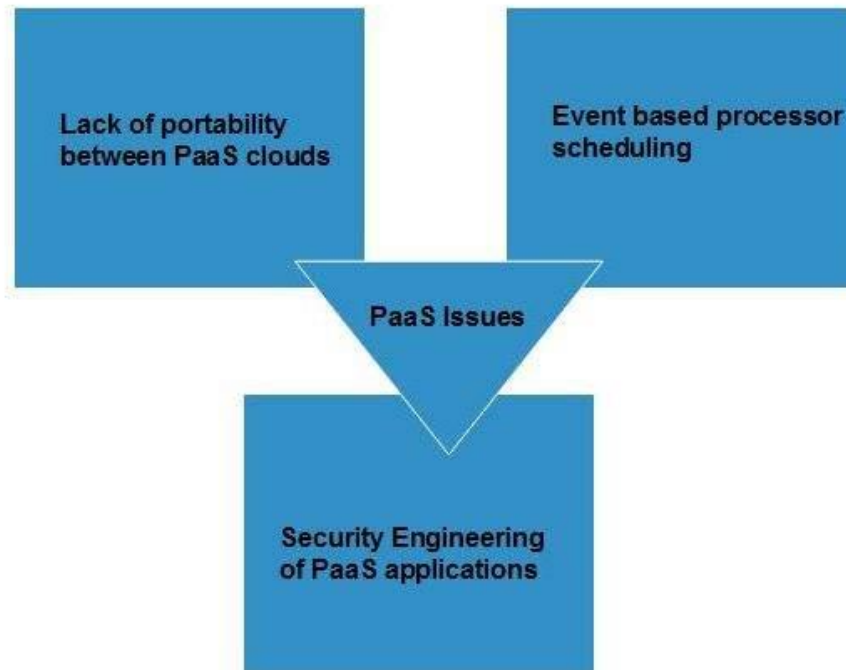 Lack of portability
between PaaS clouds
Event based processor
scheduling
PaaS Issues
Security Engineering
of PaaS applications